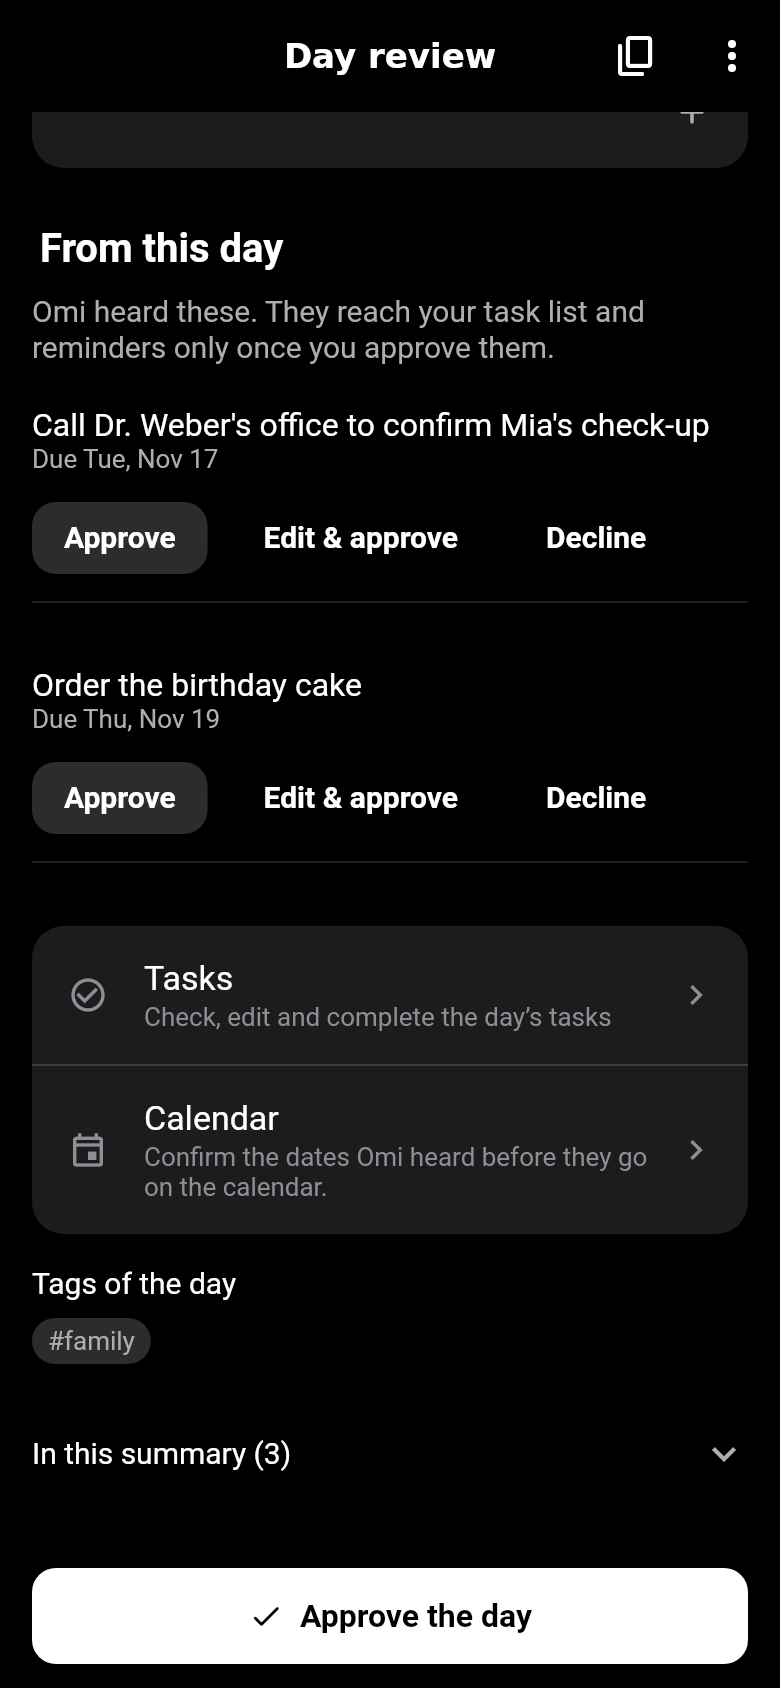 Day review
From this day
Omi heard these. They reach your task list and
reminders only once you approve them.
Call Dr. Weber's office to confirm Mia's check-up
Due Tue, Nov 17
Approve
Edit & approve
Decline
Order the birthday cake
Due Thu, Nov 19
Approve
Edit & approve
Decline
Tasks
Check, edit and complete the day’s tasks
Calendar
Confirm the dates Omi heard before they go
on the calendar.
Tags of the day
#family
In this summary (3)
Approve the day